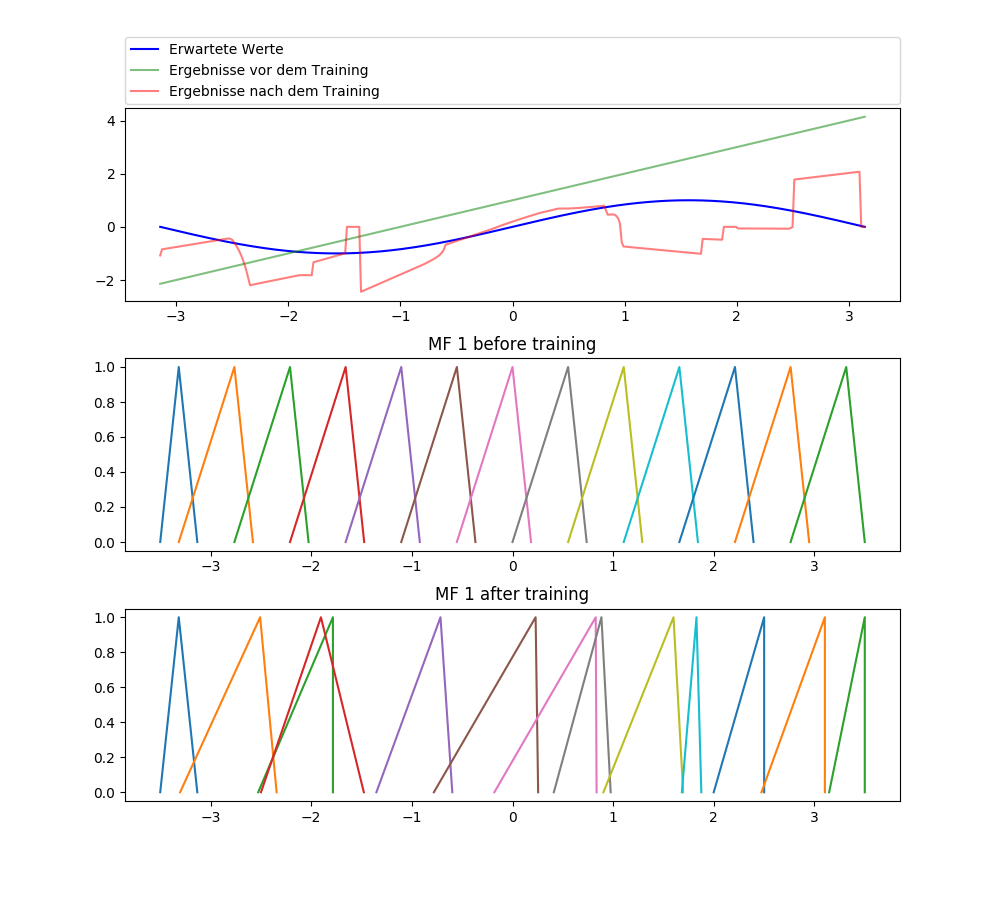 Erwartete Werte
Ergebnisse vor dem Training
Ergebnisse nach dem Training
4
2
0
−2
−3 −2 −1 0 1 2 3
MF 1 before training
1.0
0.8
0.6
0.4
0.2
0.0
−3 −2 −1 0 1 2 3
MF 1 after training
1.0
0.8
0.6
0.4
0.2
0.0
−3 −2 −1 0 1 2 3